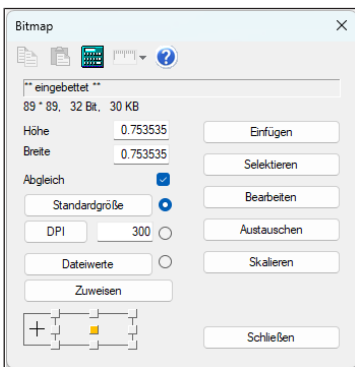 Bitmap
** eingebettet **
89 * 89, 32 Bit, 30 KB
Höhe 0.753535 Einfügen
Breite 0.753535 Selektieren
Abgleich Bearbeiten
Standardgröße
DPI 300 Austauschen
Dateiwerte Skalieren
Zuweisen
Schließen